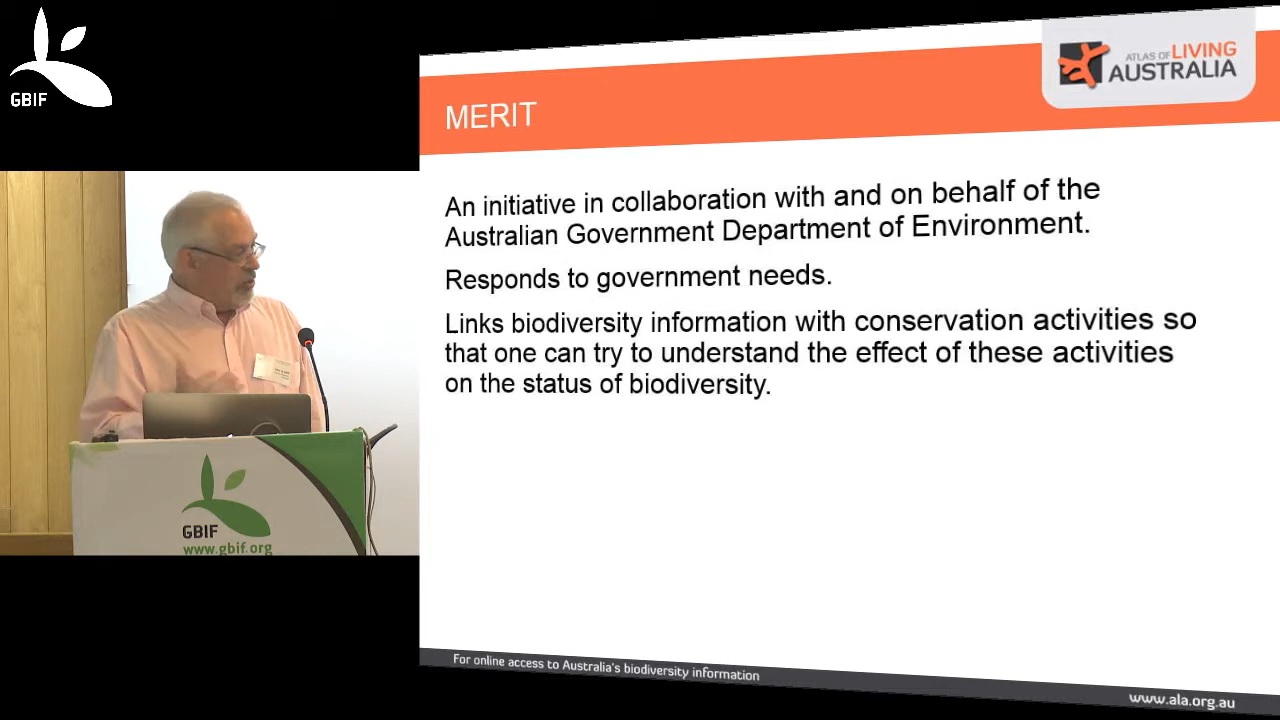 GBIF
ATLAS OF LIVING
AUSTRALIA
MERIT
An initiative in collaboration with and on behalf of the
Australian Government Department of Environment.
Responds to government needs.
Links biodiversity information with conservation activities so
that one can try to understand the effect of these activities
on the status of biodiversity.
GBIF
www.gbif.org
For online access to Australia's biodiversity information
www.ala.org.au